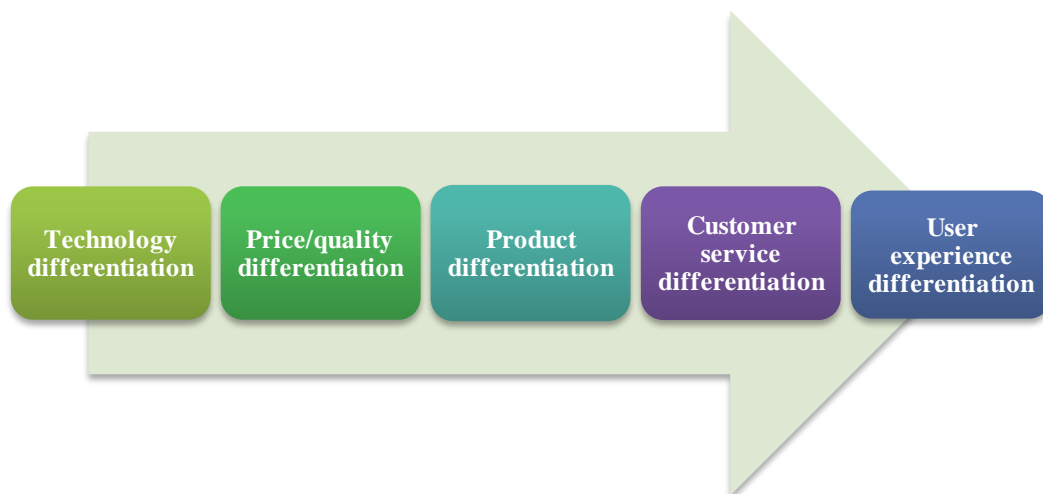 Technology
differentiation
Price/quality
differentiation
Product
differentiation
Customer
service
differentiation
User
experience
differentiation